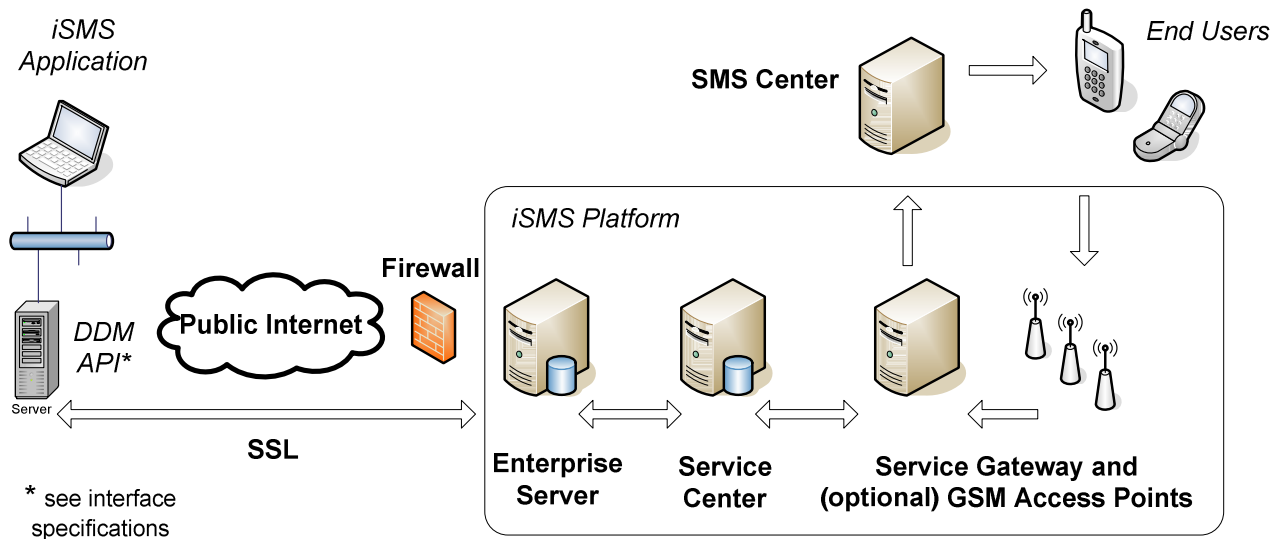 iSMS
Application
End Users
SMS Center
iSMS Platform
Firewall
Public Internet
DDM
API*
Server
SSL
Enterprise
Server
Service
Center
Service Gateway and
(optional) GSM Access Points
* see interface
specifications